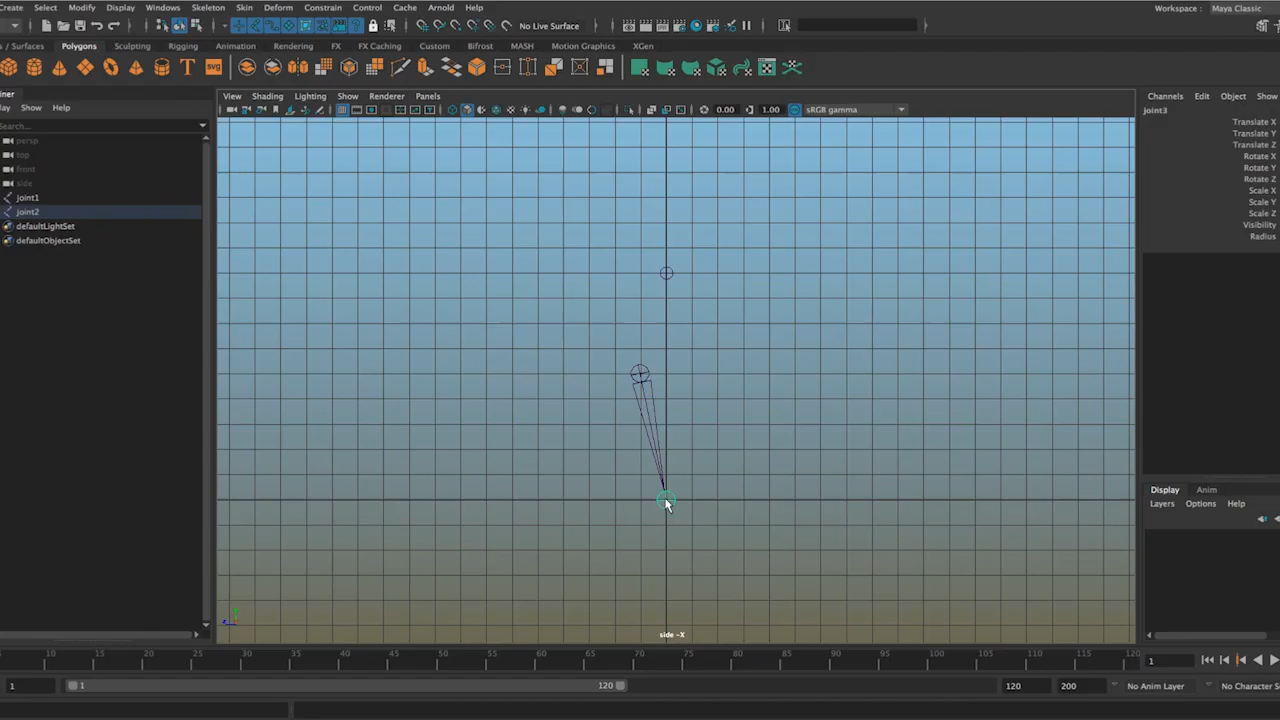 Create Select Modify Display Windows Skeleton Skin Deform Constrain Control Cache Arnold Help Workspace : Maya Classic
No Live Surface
s / Surfaces Polygons Sculpting Rigging Animation Rendering FX FX Caching Custom Bifrost MASH Motion Graphics XGen
T SVG
iner
lay Show Help
Search...
persp
top
front
side
joint1
joint2
defaultLightSet
defaultObjectSet
View Shading Lighting Show Renderer Panels
0.00 1.00 sRGB gamma
side -X
Channels Edit Object Show
joint3
Translate X
Translate Y
Translate Z
Rotate X
Rotate Y
Rotate Z
Scale X
Scale Y
Scale Z
Visibility
Radius
Display Anim
Layers Options Help
5 10 15 20 25 30 35 40 45 50 55 60 65 70 75 80 85 90 95 100 105 110 115 120
1
1 1 120 120 200 No Anim Layer No Character S